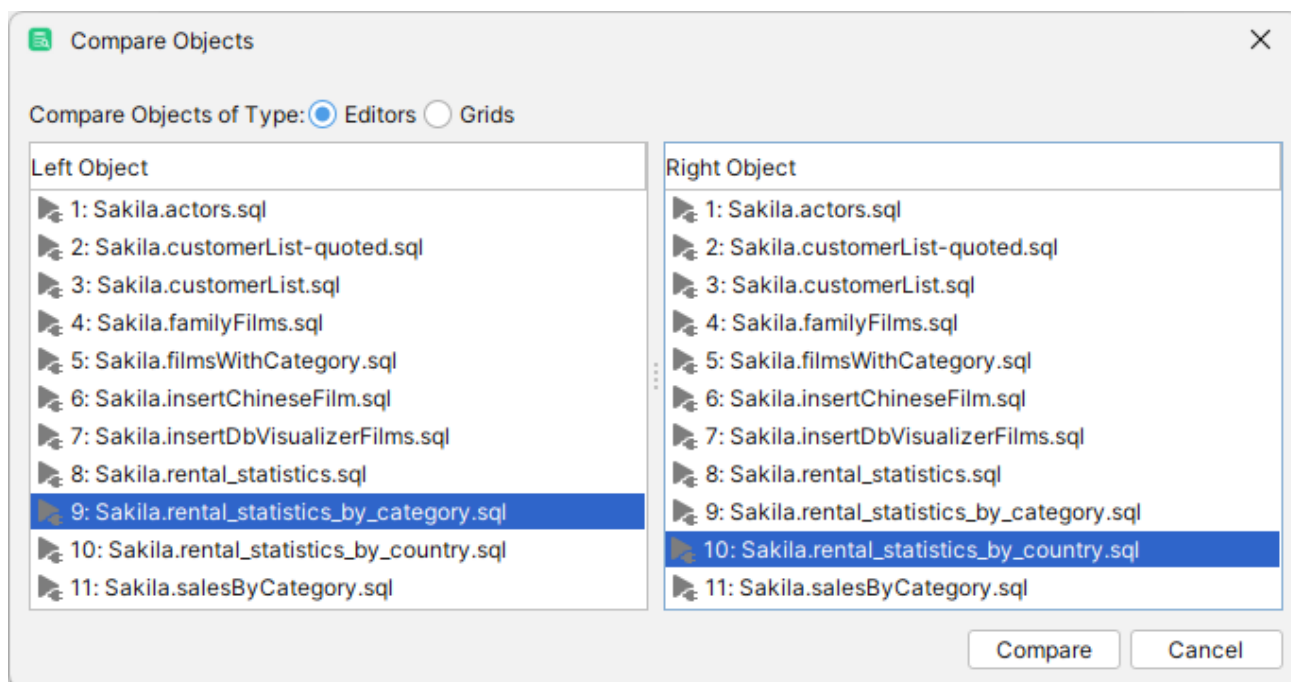 Compare Objects
Compare Objects of Type: Editors Grids
Left Object
1: Sakila.actors.sql
2: Sakila.customerList-quoted.sql
3: Sakila.customerList.sql
4: Sakila.familyFilms.sql
5: Sakila.filmsWithCategory.sql
6: Sakila.insertChineseFilm.sql
7: Sakila.insertDbVisualizerFilms.sql
8: Sakila.rental_statistics.sql
9: Sakila.rental_statistics_by_category.sql
10: Sakila.rental_statistics_by_country.sql
11: Sakila.salesByCategory.sql
Right Object
1: Sakila.actors.sql
2: Sakila.customerList-quoted.sql
3: Sakila.customerList.sql
4: Sakila.familyFilms.sql
5: Sakila.filmsWithCategory.sql
6: Sakila.insertChineseFilm.sql
7: Sakila.insertDbVisualizerFilms.sql
8: Sakila.rental_statistics.sql
9: Sakila.rental_statistics_by_category.sql
10: Sakila.rental_statistics_by_country.sql
11: Sakila.salesByCategory.sql
Compare Cancel